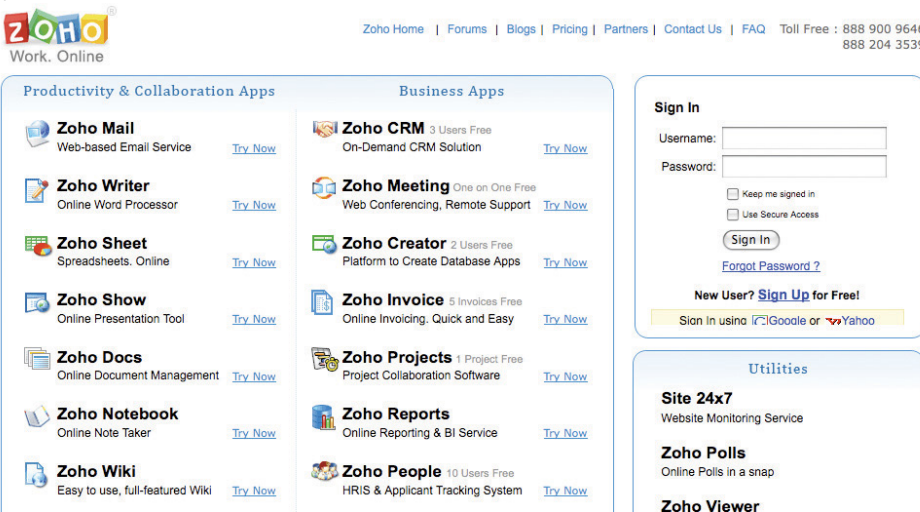 ZOHO®
Work. Online
Zoho Home | Forums | Blogs | Pricing | Partners | Contact Us | FAQ Toll Free : 888 900 9646
888 204 3539
Productivity & Collaboration Apps
Zoho Mail
Web-based Email Service Try Now
Zoho Writer
Online Word Processor Try Now
Zoho Sheet
Spreadsheets. Online Try Now
Zoho Show
Online Presentation Tool Try Now
Zoho Docs
Online Document Management Try Now
Zoho Notebook
Online Note Taker Try Now
Zoho Wiki
Easy to use, full-featured Wiki Try Now
Business Apps
Zoho CRM 3 Users Free
On-Demand CRM Solution Try Now
Zoho Meeting One on One Free
Web Conferencing, Remote Support Try Now
Zoho Creator 2 Users Free
Platform to Create Database Apps Try Now
Zoho Invoice 5 Invoices Free
Online Invoicing. Quick and Easy Try Now
Zoho Projects 1 Project Free
Project Collaboration Software Try Now
Zoho Reports
Online Reporting & BI Service Try Now
Zoho People 10 Users Free
HRIS & Applicant Tracking System Try Now
Sign In
Username:
Password:
Keep me signed in
Use Secure Access
Sign In
Forgot Password ?
New User? Sign Up for Free!
Sign In using Google or Yahoo
Utilities
Site 24x7
Website Monitoring Service
Zoho Polls
Online Polls in a snap
Zoho Viewer